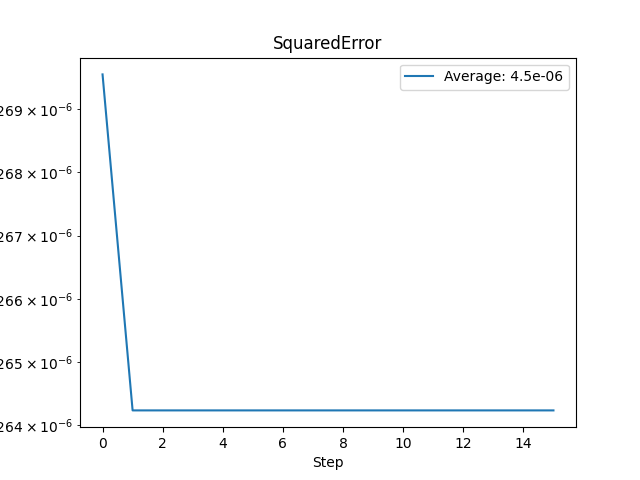 SquaredError
Average: 4.5e-06
269 × 10⁻⁶
268 × 10⁻⁶
267 × 10⁻⁶
266 × 10⁻⁶
265 × 10⁻⁶
264 × 10⁻⁶
0 2 4 6 8 10 12 14
Step